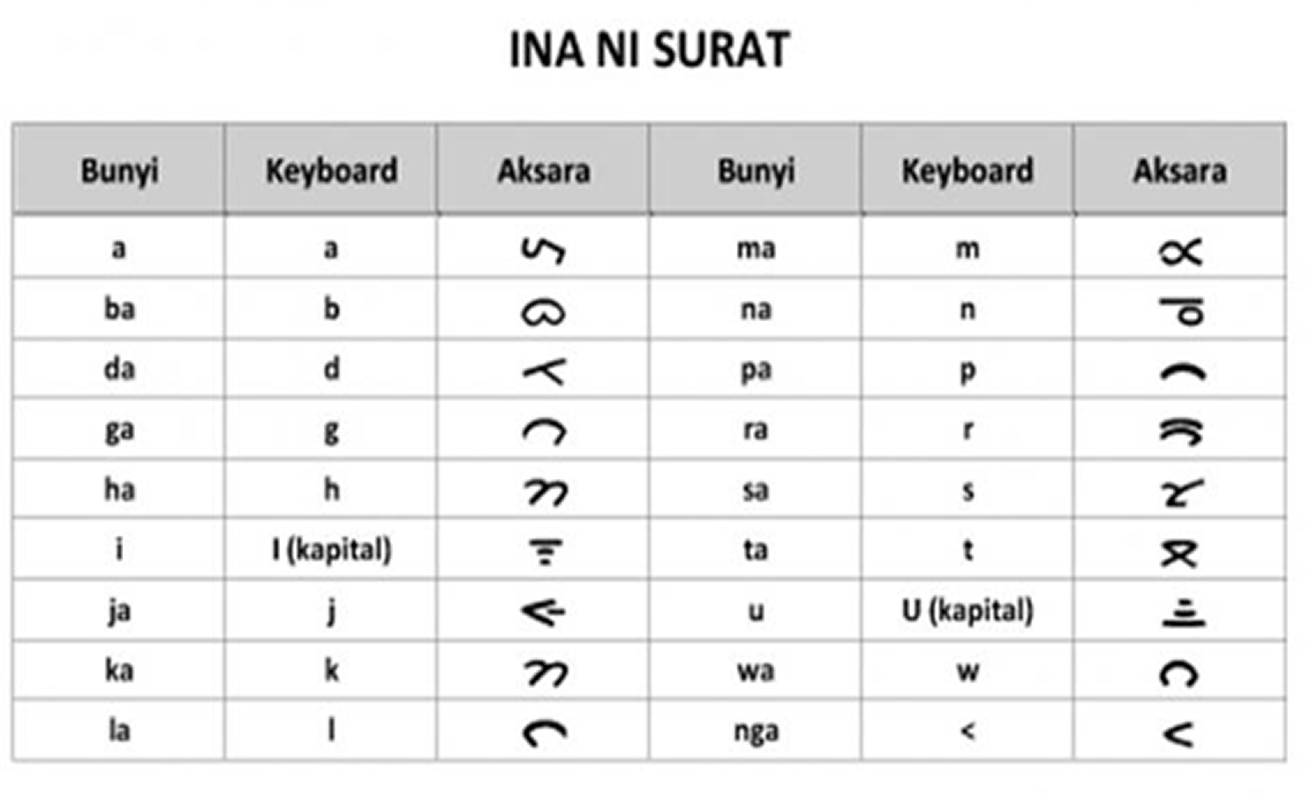 INA NI SURAT
Bunyi Keyboard Aksara Bunyi Keyboard Aksara
a a ᯀ ma m ᯔ
ba b ᯅ na n ᯉ
da d ᯑ pa p ᯇ
ga g ᯎ ra r ᯒ
ha h ᯂ sa s ᯘ
i I (kapital) ᯤ ta t ᯖ
ja j ᯐ u U (kapital) ᯥ
ka k ᯂ wa w ᯋ
la l ᯞ nga < ᯝ